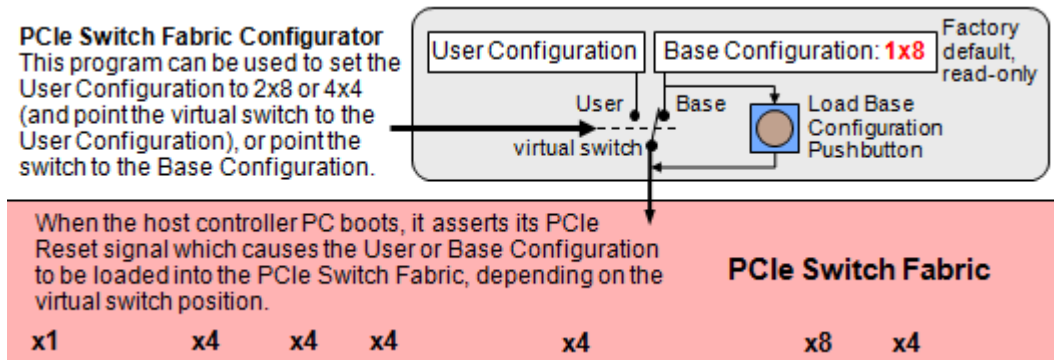 PCIe Switch Fabric Configurator
This program can be used to set the
User Configuration to 2x8 or 4x4
(and point the virtual switch to the
User Configuration), or point the
switch to the Base Configuration.
User Configuration
Base Configuration: 1x8
Factory
default,
read-only
User
Base
virtual switch
Load Base
Configuration
Pushbutton
When the host controller PC boots, it asserts its PCIe
Reset signal which causes the User or Base Configuration
to be loaded into the PCIe Switch Fabric, depending on the
virtual switch position.
PCIe Switch Fabric
x1 x4 x4 x4 x4 x8 x4